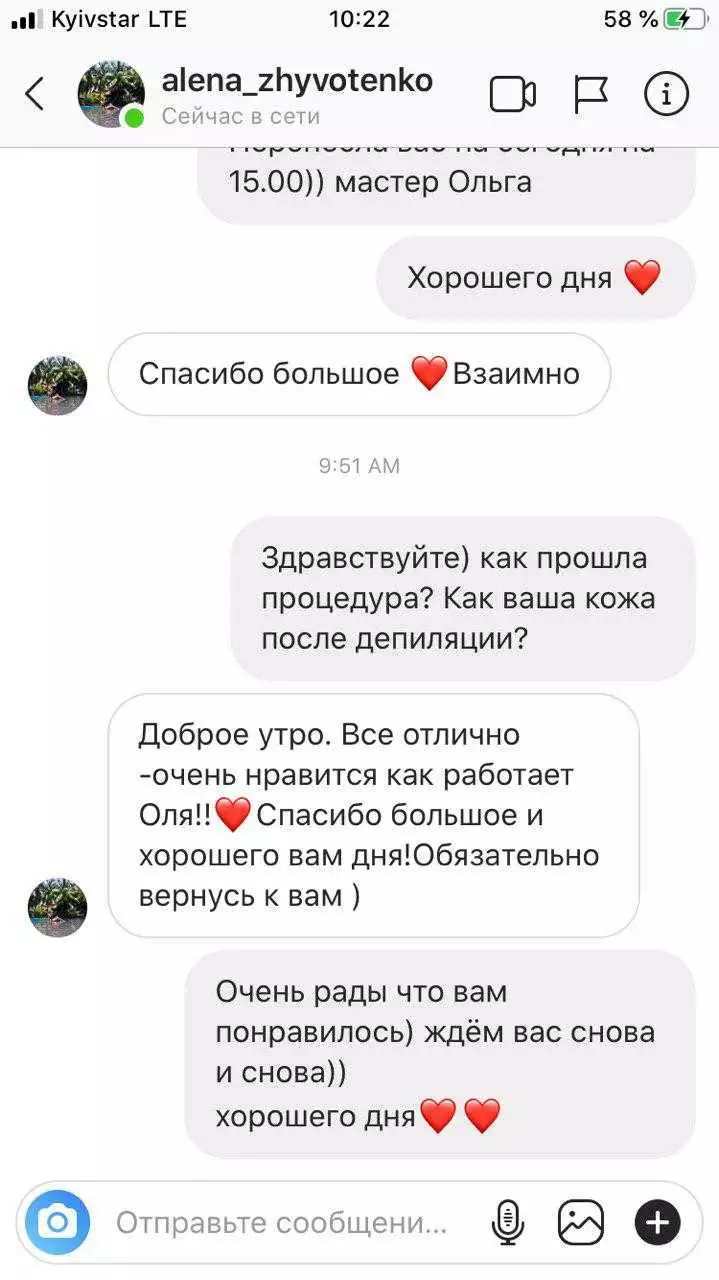 Kyivstar LTE 10:22 58 %
alena_zhyvotenko
Сейчас в сети
15.00)) мастер Ольга
Хорошего дня ❤️
Спасибо большое ❤️Взаимно
9:51 AM
Здравствуйте) как прошла
процедура? Как ваша кожа
после депиляции?
Доброе утро. Все отлично
-очень нравится как работает
Оля!!❤️Спасибо большое и
хорошего вам дня!Обязательно
вернусь к вам )
Очень рады что вам
понравилось) ждём вас снова
и снова))
хорошего дня❤️❤️
Отправьте сообщени...